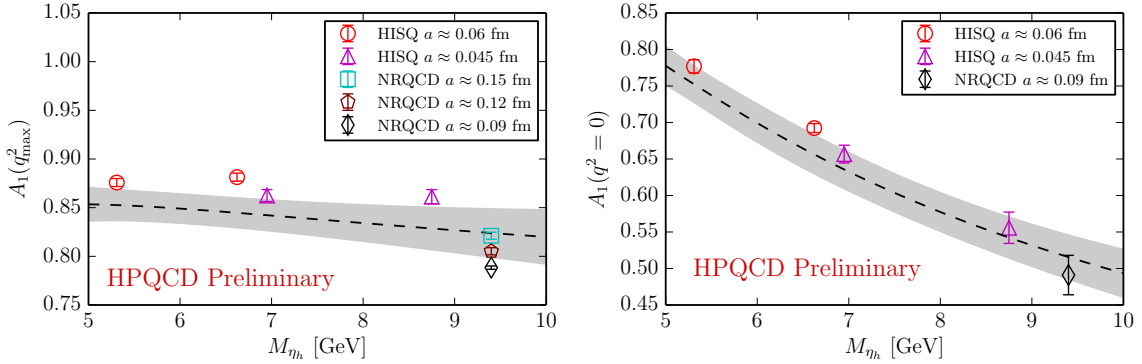 1.05
1.00
0.95
0.90
0.85
0.80
0.75
A₁(q²max)
HISQ a ≈ 0.06 fm
HISQ a ≈ 0.045 fm
NRQCD a ≈ 0.15 fm
NRQCD a ≈ 0.12 fm
NRQCD a ≈ 0.09 fm
HPQCD Preliminary
5 6 7 8 9 10
M_{η_h} [GeV]
0.85
0.80
0.75
0.70
0.65
0.60
0.55
0.50
0.45
A₁(q² = 0)
HISQ a ≈ 0.06 fm
HISQ a ≈ 0.045 fm
NRQCD a ≈ 0.09 fm
HPQCD Preliminary
5 6 7 8 9 10
M_{η_h} [GeV]